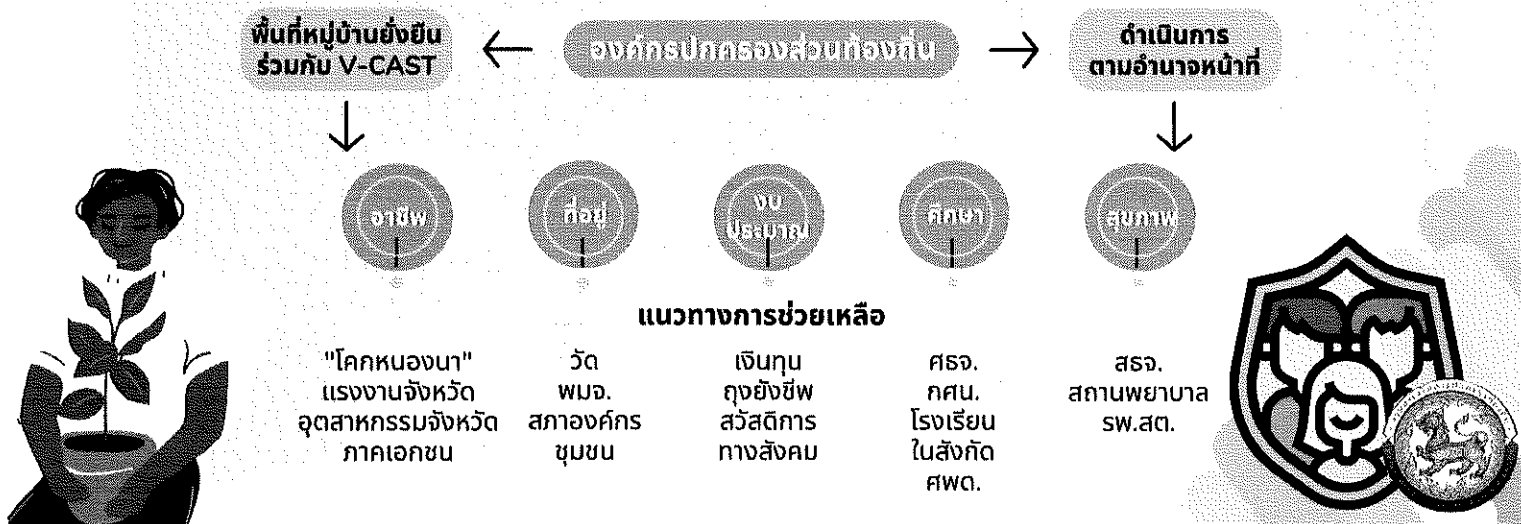 พื้นที่หมู่บ้านยั่งยืน
ร่วมกับ V-CAST
องค์กรปกครองส่วนท้องถิ่น
ดำเนินการ
ตามอำนาจหน้าที่
อาชีพ
ที่อยู่
งบ
ประมาณ
ศึกษา
สุขภาพ
แนวทางการช่วยเหลือ
"โคกหนองนา"
แรงงานจังหวัด
อุตสาหกรรมจังหวัด
ภาคเอกชน
วัด
พมจ.
สภาองค์กร
ชุมชน
เงินทุน
ถุงยังชีพ
สวัสดิการ
ทางสังคม
ศธจ.
กศน.
โรงเรียน
ในสังกัด
ศพด.
สธจ.
สถานพยาบาล
รพ.สต.